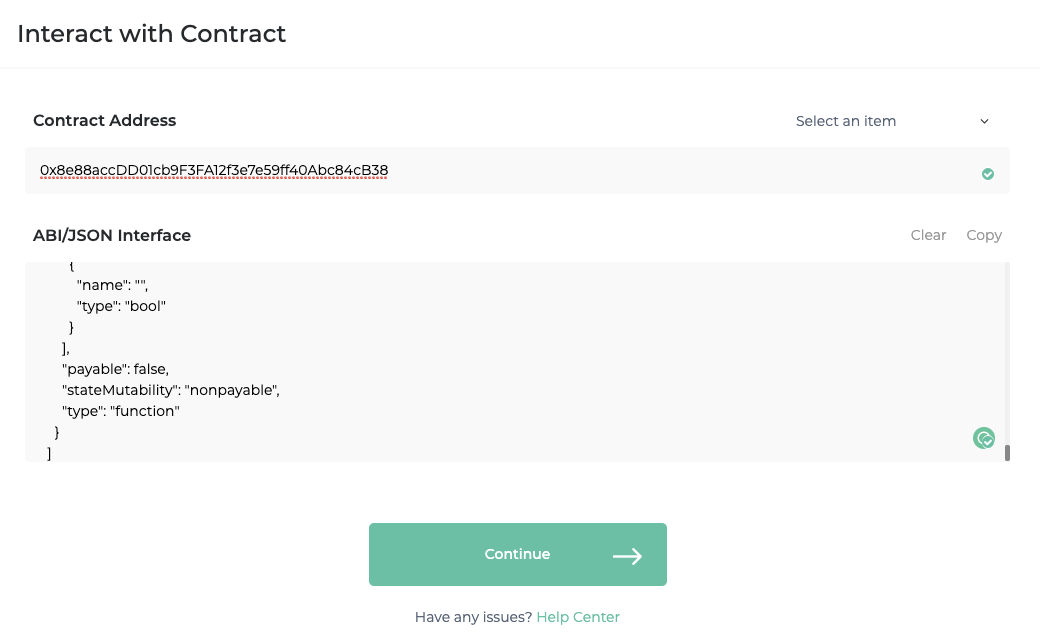 Interact with Contract
Contract Address
Select an item
0x8e88accDD01cb9F3FA12f3e7e59ff40Abc84cB38
ABI/JSON Interface
Clear
Copy
{
"name": "",
"type": "bool"
}
],
"payable": false,
"stateMutability": "nonpayable",
"type": "function"
}
]
Continue
Have any issues? Help Center